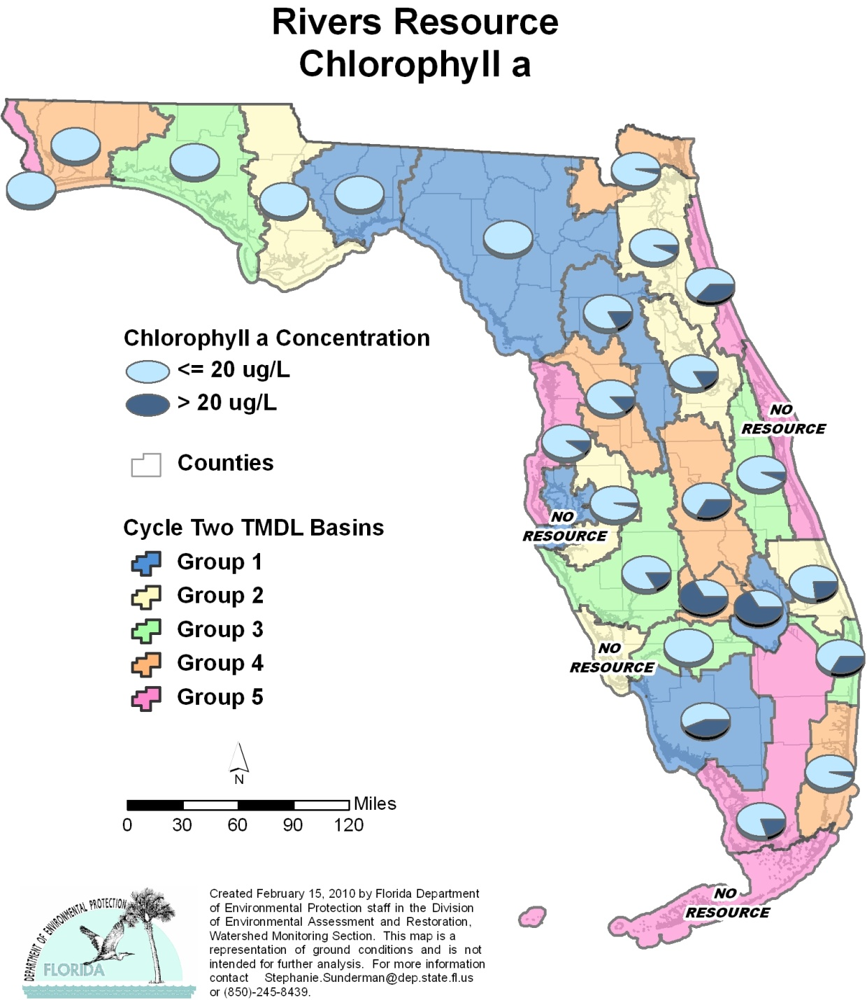 Rivers Resource
Chlorophyll a
Chlorophyll a Concentration
<= 20 ug/L
> 20 ug/L
Counties
Cycle Two TMDL Basins
Group 1
Group 2
Group 3
Group 4
Group 5
NO
RESOURCE
NO
RESOURCE
NO
RESOURCE
NO
RESOURCE
N
Miles
0 30 60 90 120
DEPARTMENT OF ENVIRONMENTAL PROTECTION
FLORIDA
Created February 15, 2010 by Florida Department
of Environmental Protection staff in the Division
of Environmental Assessment and Restoration,
Watershed Monitoring Section. This map is a
representation of ground conditions and is not
intended for further analysis. For more information
contact Stephanie.Sunderman@dep.state.fl.us
or (850)-245-8439.